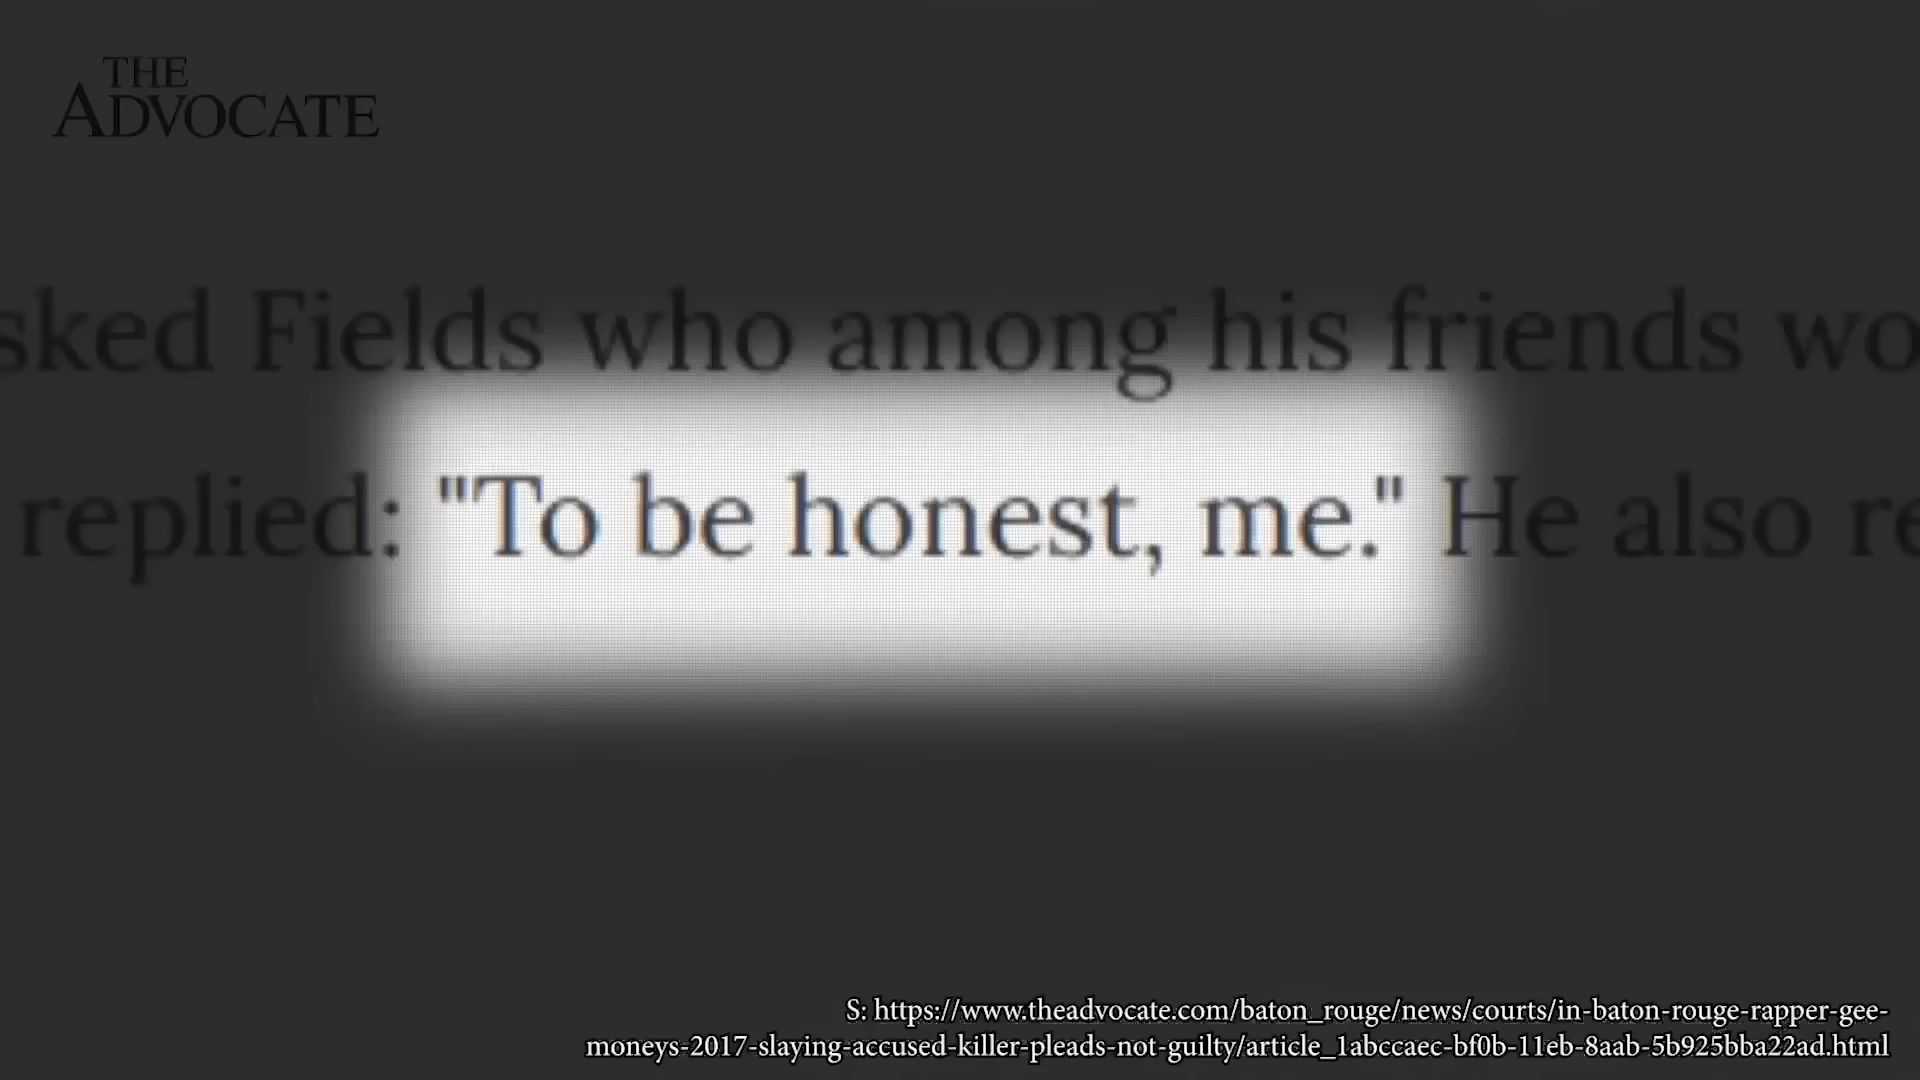 THE
ADVOCATE
sked Fields who among his friends wo
replied: "To be honest, me." He also re
S: https://www.theadvocate.com/baton_rouge/news/courts/in-baton-rouge-rapper-gee-
moneys-2017-slaying-accused-killer-pleads-not-guilty/article_1abccaec-bf0b-11eb-8aab-5b925bba22ad.html